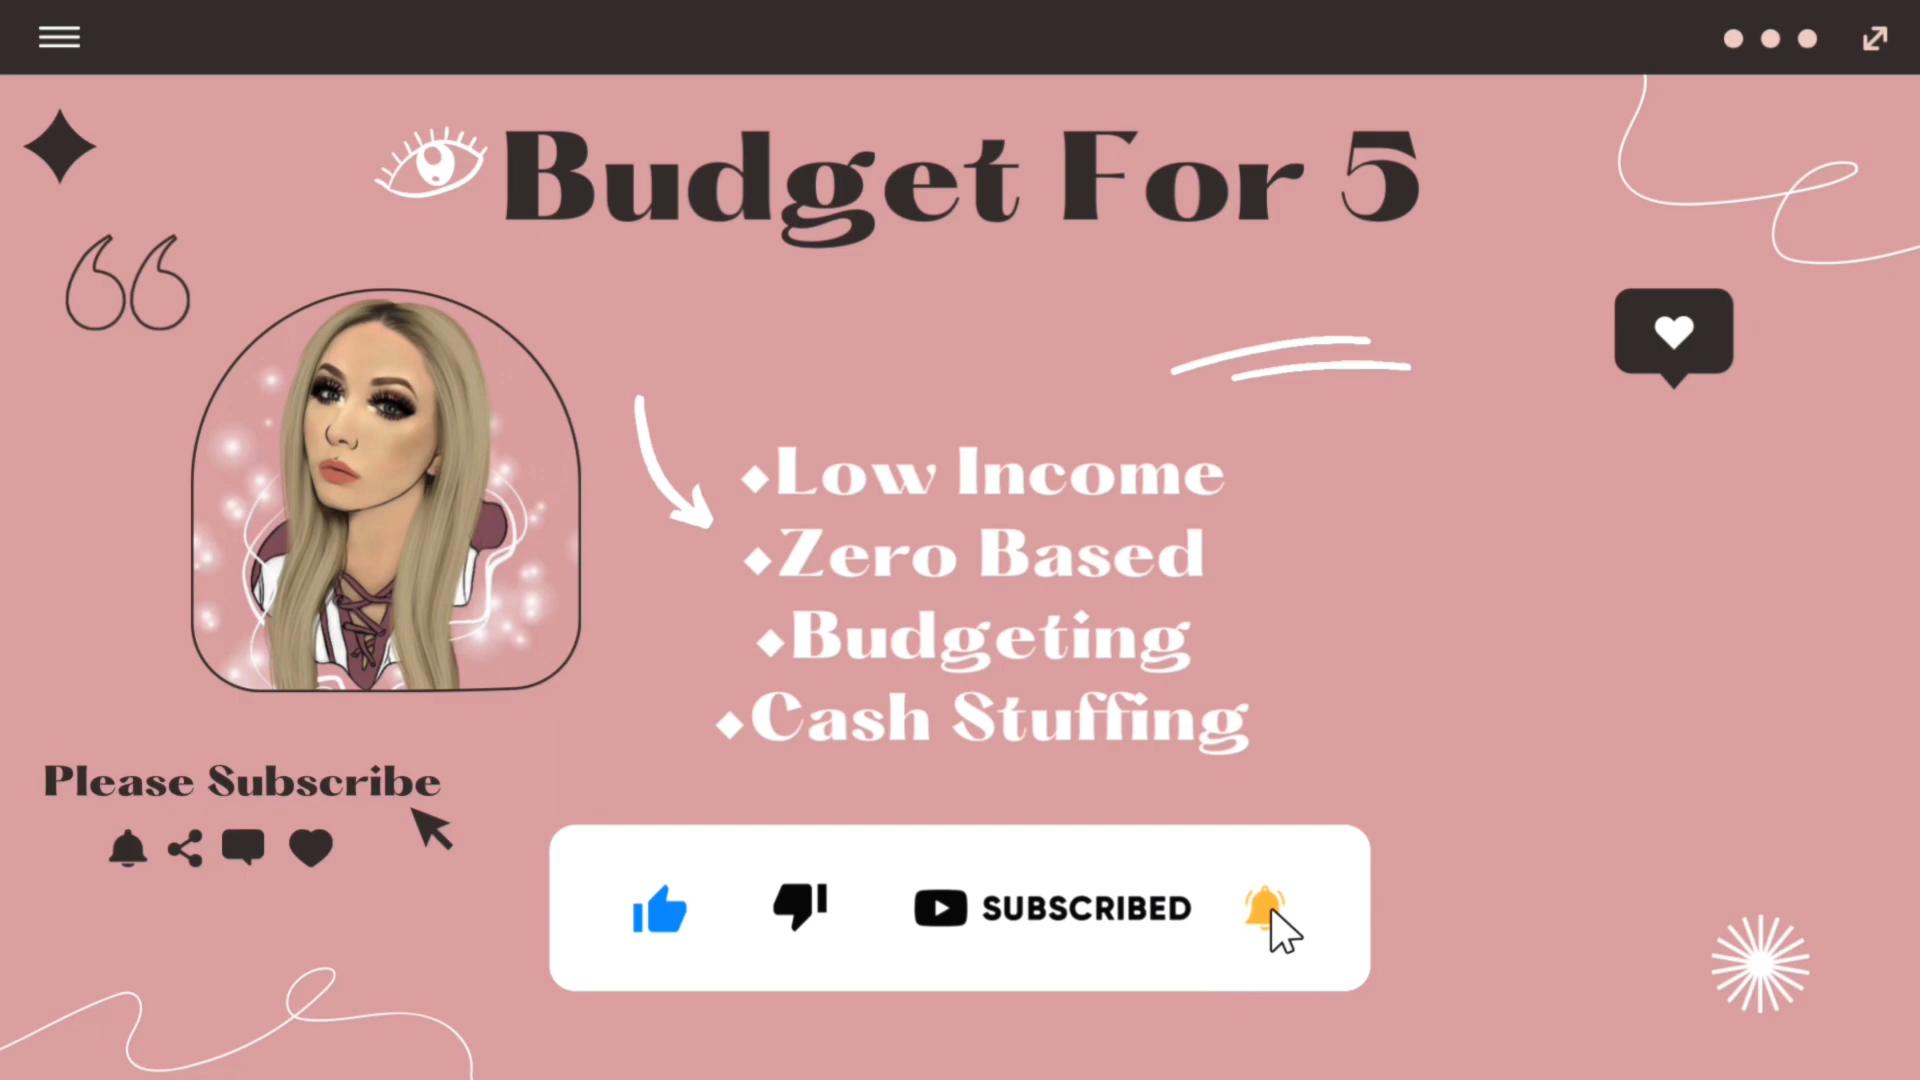 Budget For 5
◆Low Income
◆Zero Based
◆Budgeting
◆Cash Stuffing
Please Subscribe
SUBSCRIBED